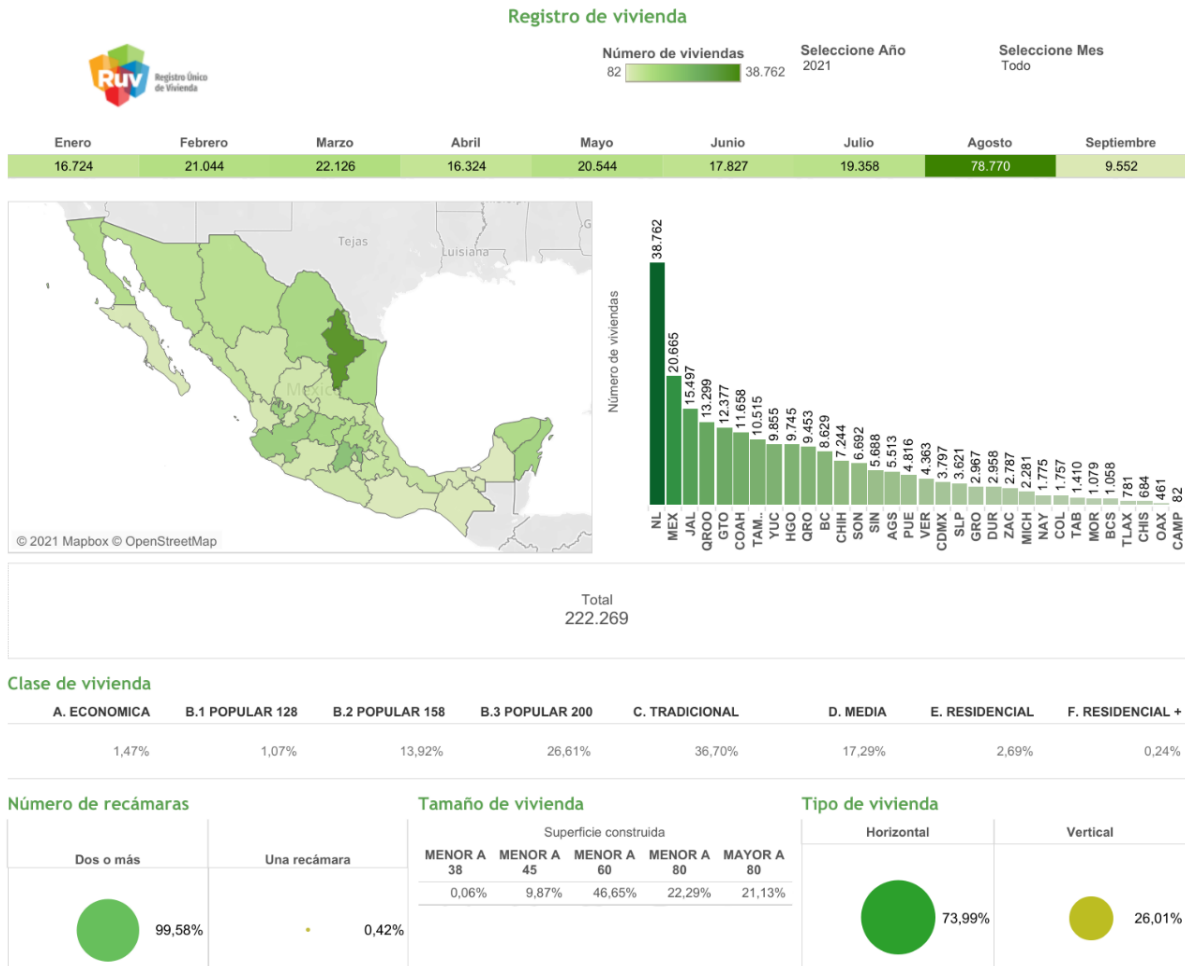 Registro de vivienda
Ruv Registro Único de Vivienda
Número de viviendas
82 38.762
Seleccione Año
2021
Seleccione Mes
Todo
Enero Febrero Marzo Abril Mayo Junio Julio Agosto Septiembre
16.724 21.044 22.126 16.324 20.544 17.827 19.358 78.770 9.552
Tejas
Luisiana
México
© 2021 Mapbox © OpenStreetMap
Número de viviendas
38.762 20.665 15.497 13.299 12.377 11.658 10.515 9.855 9.745 9.453 8.629 7.244 6.692 5.688 5.513 4.816 4.363 3.797 3.621 2.967 2.958 2.787 2.281 1.775 1.757 1.410 1.079 1.058 781 684 461 82
NL MEX JAL QROO GTO COAH TAM.. YUC HGO QRO BC CHIH SON SIN AGS PUE VER CDMX SLP GRO DUR ZAC MICH NAY COL TAB MOR BCS TLAX CHIS OAX CAMP
Total
222.269
Clase de vivienda
A. ECONOMICA B.1 POPULAR 128 B.2 POPULAR 158 B.3 POPULAR 200 C. TRADICIONAL D. MEDIA E. RESIDENCIAL F. RESIDENCIAL +
1,47% 1,07% 13,92% 26,61% 36,70% 17,29% 2,69% 0,24%
Número de recámaras
Dos o más Una recámara
99,58% 0,42%
Tamaño de vivienda
Superficie construida
MENOR A 38 MENOR A 45 MENOR A 60 MENOR A 80 MAYOR A 80
0,06% 9,87% 46,65% 22,29% 21,13%
Tipo de vivienda
Horizontal Vertical
73,99% 26,01%